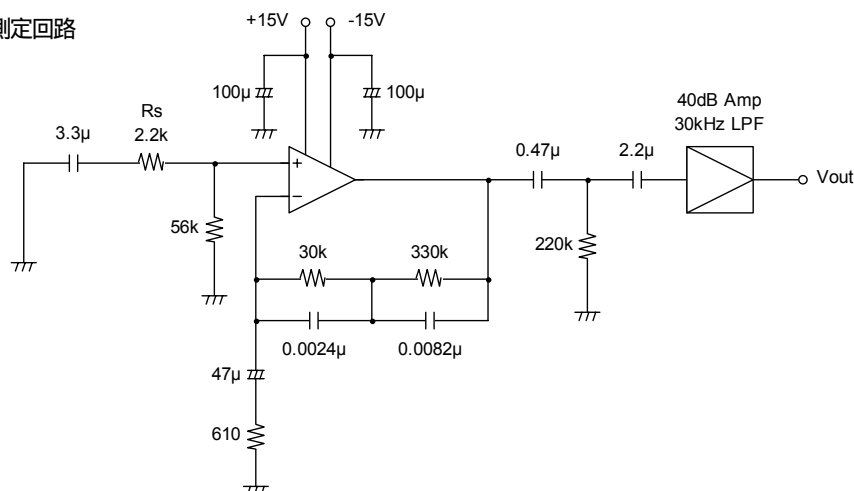 測定回路
+15V
-15V
100µ
100µ
Rs
2.2k
3.3µ
56k
+
−
30k
330k
0.0024µ
0.0082µ
47µ
610
0.47µ
220k
2.2µ
40dB Amp
30kHz LPF
Vout